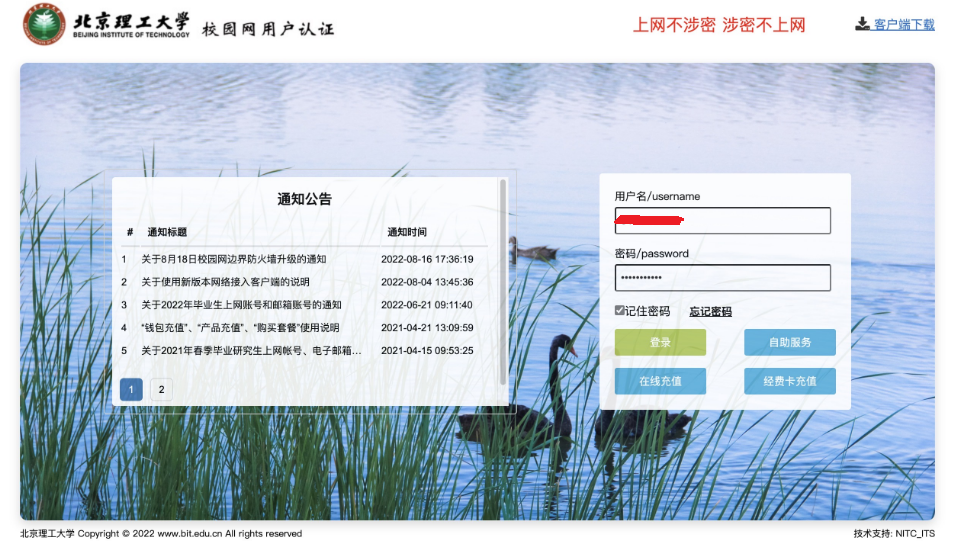 北京理工大学
BEIJING INSTITUTE OF TECHNOLOGY
校园网用户认证
上网不涉密 涉密不上网
客户端下载
通知公告
# 通知标题 通知时间
1 关于8月18日校园网边界防火墙升级的通知 2022-08-16 17:36:19
2 关于使用新版本网络接入客户端的说明 2022-08-04 13:45:36
3 关于2022年毕业生上网账号和邮箱账号的通知 2022-06-21 09:11:40
4 “钱包充值”、“产品充值”、“购买套餐”使用说明 2021-04-21 13:09:59
5 关于2021年春季毕业研究生上网帐号、电子邮箱... 2021-04-15 09:53:25
1 2
用户名/username
密码/password
•••••••••••
记住密码 忘记密码
登录 自助服务
在线充值 经费卡充值
北京理工大学 Copyright © 2022 www.bit.edu.cn All rights reserved
技术支持: NITC_ITS